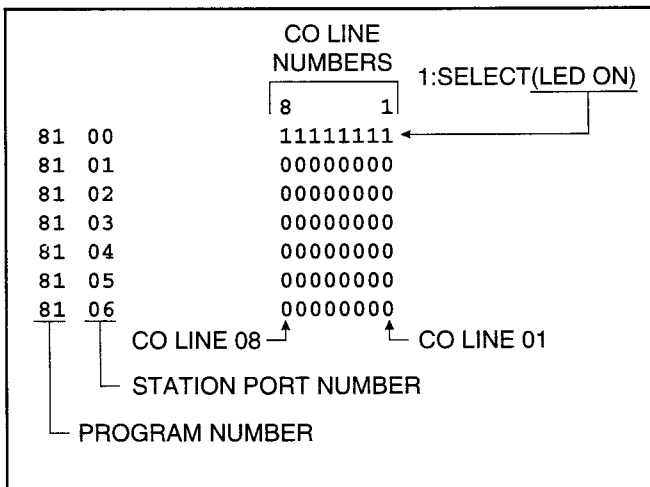 CO LINE
NUMBERS
1:SELECT(LED ON)
8 1
81 00 11111111
81 01 00000000
81 02 00000000
81 03 00000000
81 04 00000000
81 05 00000000
81 06 00000000
CO LINE 08 CO LINE 01
STATION PORT NUMBER
PROGRAM NUMBER